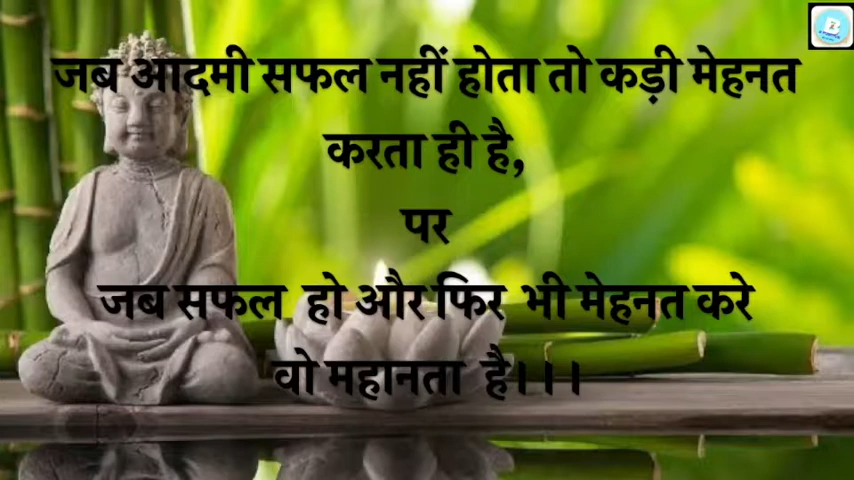 जब आदमी सफल नहीं होता तो कड़ी मेहनत
करता ही है,
पर
जब सफल हो और फिर भी मेहनत करे
वो महानता है।।।